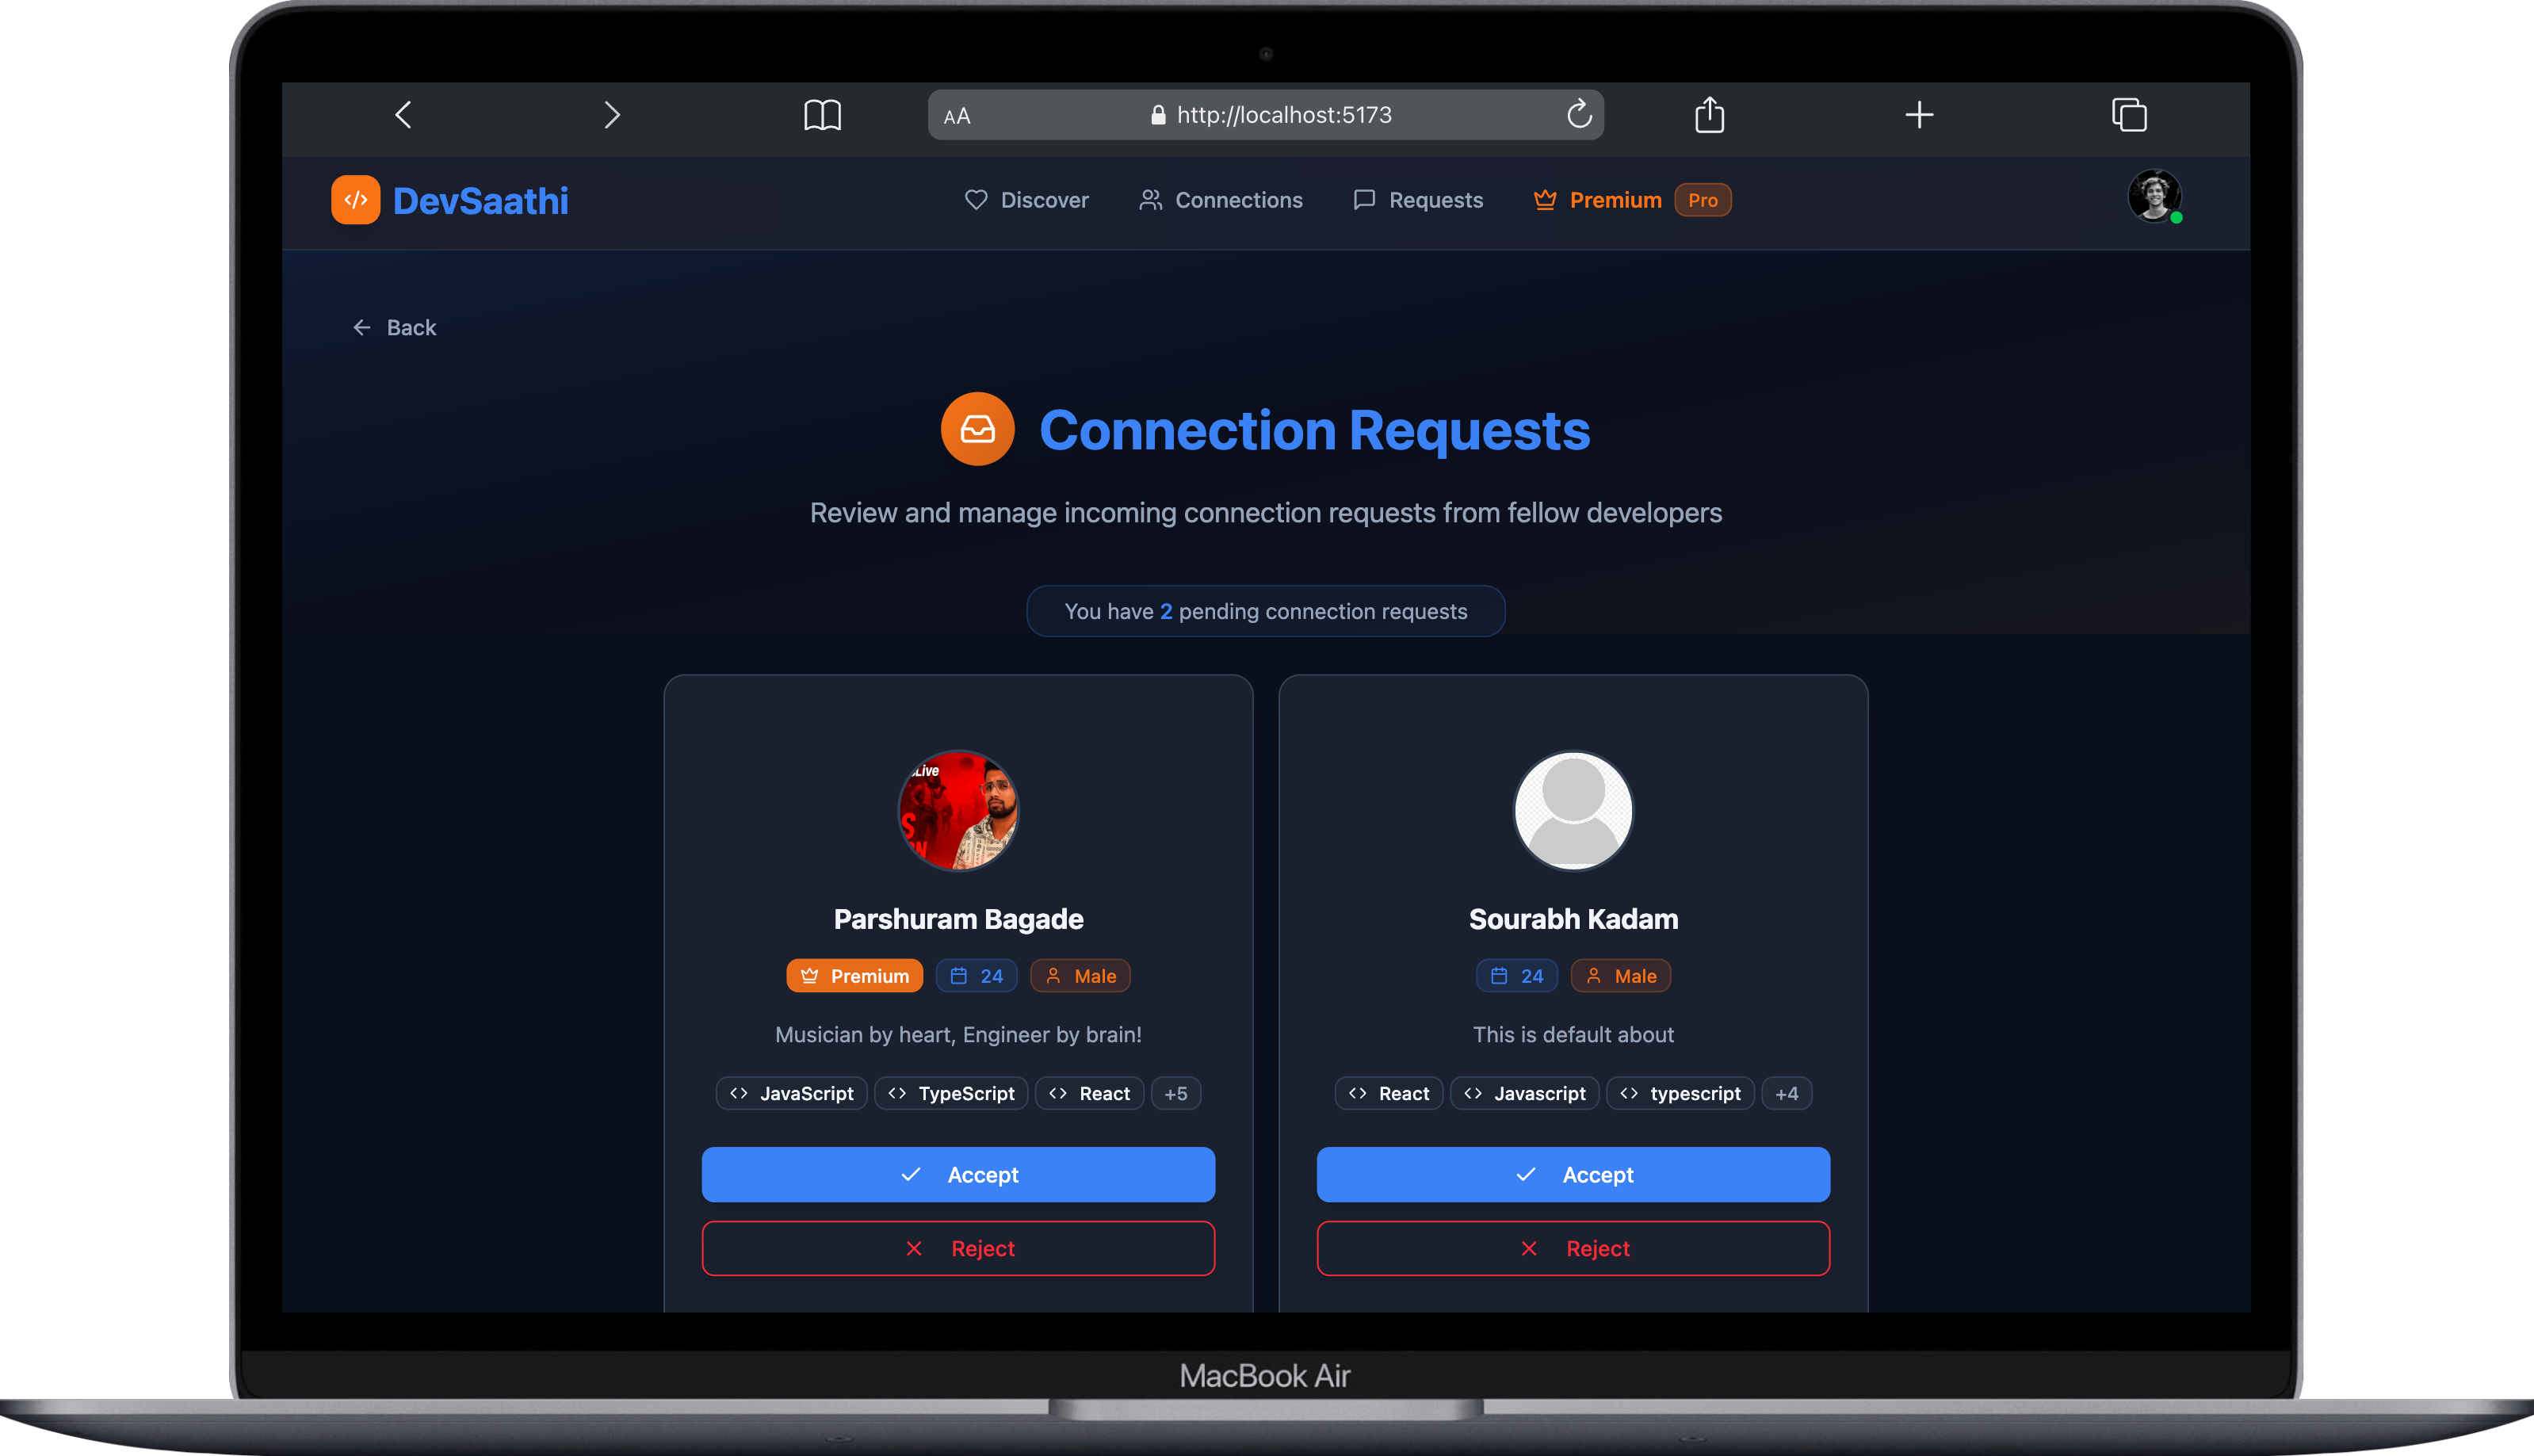 AA http://localhost:5173
</> DevSaathi Discover Connections Requests Premium Pro
Back
Connection Requests
Review and manage incoming connection requests from fellow developers
You have 2 pending connection requests
Live
S
N
Parshuram Bagade
Premium 24 Male
Musician by heart, Engineer by brain!
<> JavaScript <> TypeScript <> React +5
Accept
Reject
Sourabh Kadam
24 Male
This is default about
<> React <> Javascript <> typescript +4
Accept
Reject
MacBook Air